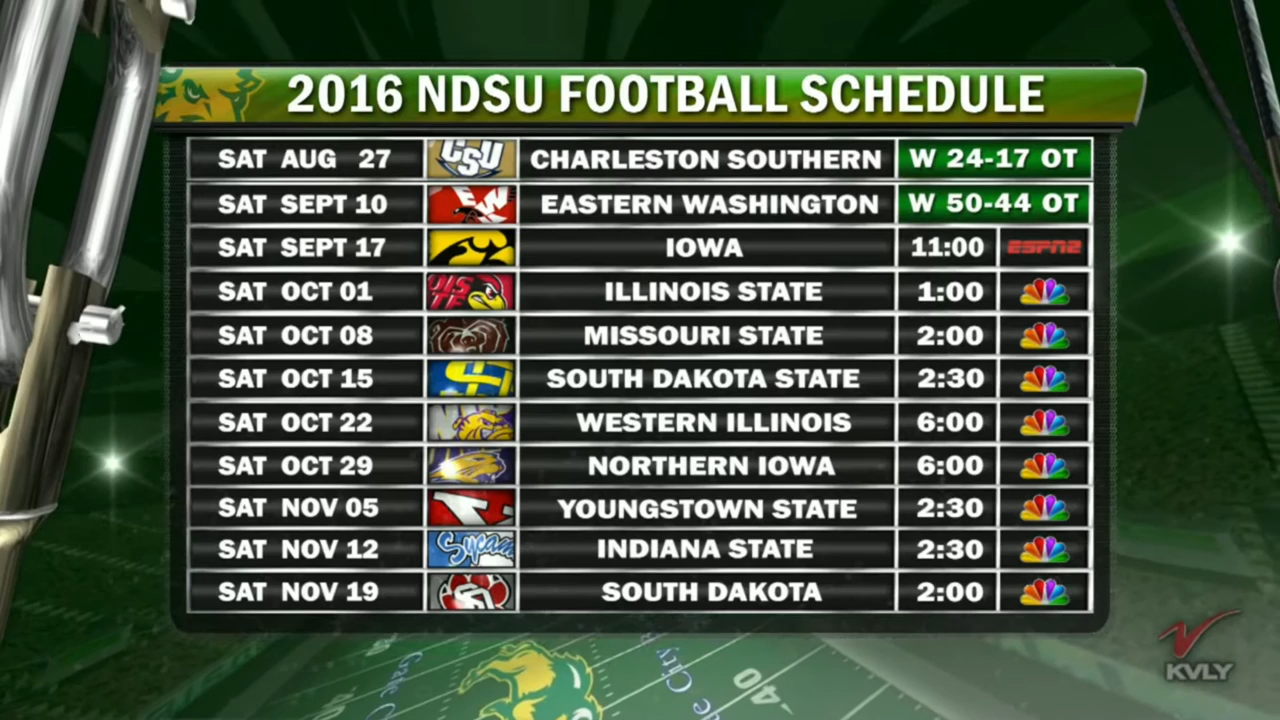 2016 NDSU FOOTBALL SCHEDULE
SAT AUG 27 CSU CHARLESTON SOUTHERN W 24-17 OT
SAT SEPT 10 EASTERN WASHINGTON W 50-44 OT
SAT SEPT 17 IOWA 11:00 ESPN2
SAT OCT 01 ILLINOIS STATE 1:00
SAT OCT 08 MISSOURI STATE 2:00
SAT OCT 15 SOUTH DAKOTA STATE 2:30
SAT OCT 22 WESTERN ILLINOIS 6:00
SAT OCT 29 NORTHERN IOWA 6:00
SAT NOV 05 YOUNGSTOWN STATE 2:30
SAT NOV 12 Sycam INDIANA STATE 2:30
SAT NOV 19 SOUTH DAKOTA 2:00
KVLY
40